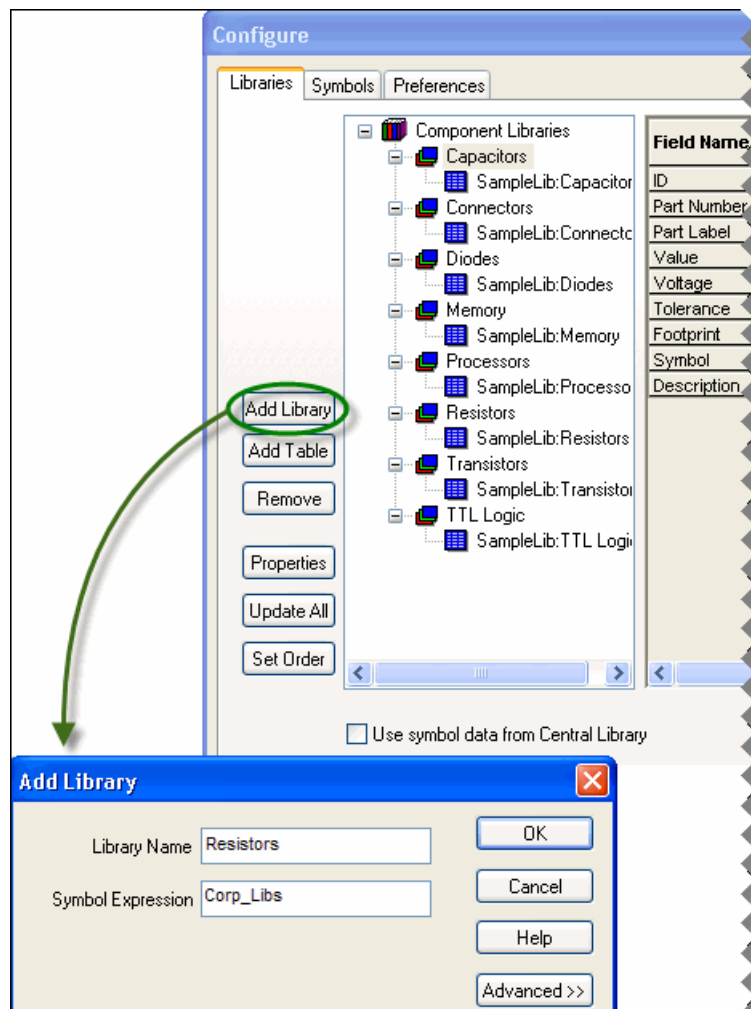 Configure
Libraries Symbols Preferences
Component Libraries
Capacitors
SampleLib:Capacitor
Connectors
SampleLib:Connectc
Diodes
SampleLib:Diodes
Memory
SampleLib:Memory
Processors
SampleLib:Processo
Resistors
SampleLib:Resistors
Transistors
SampleLib:Transistor
TTL Logic
SampleLib:TTL Logi
Field Name
ID
Part Number
Part Label
Value
Voltage
Tolerance
Footprint
Symbol
Description
Add Library
Add Table
Remove
Properties
Update All
Set Order
Use symbol data from Central Library
Add Library
Library Name Resistors
Symbol Expression Corp_Libs
OK
Cancel
Help
Advanced >>